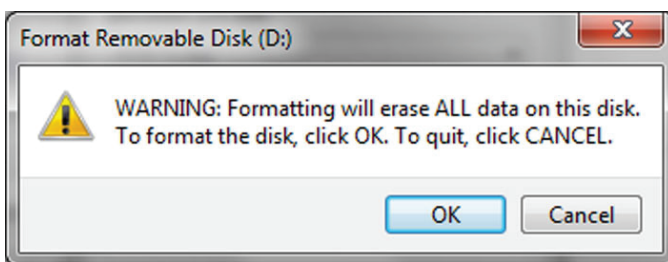 Format Removable Disk (D:)
WARNING: Formatting will erase ALL data on this disk.
To format the disk, click OK. To quit, click CANCEL.
OK Cancel